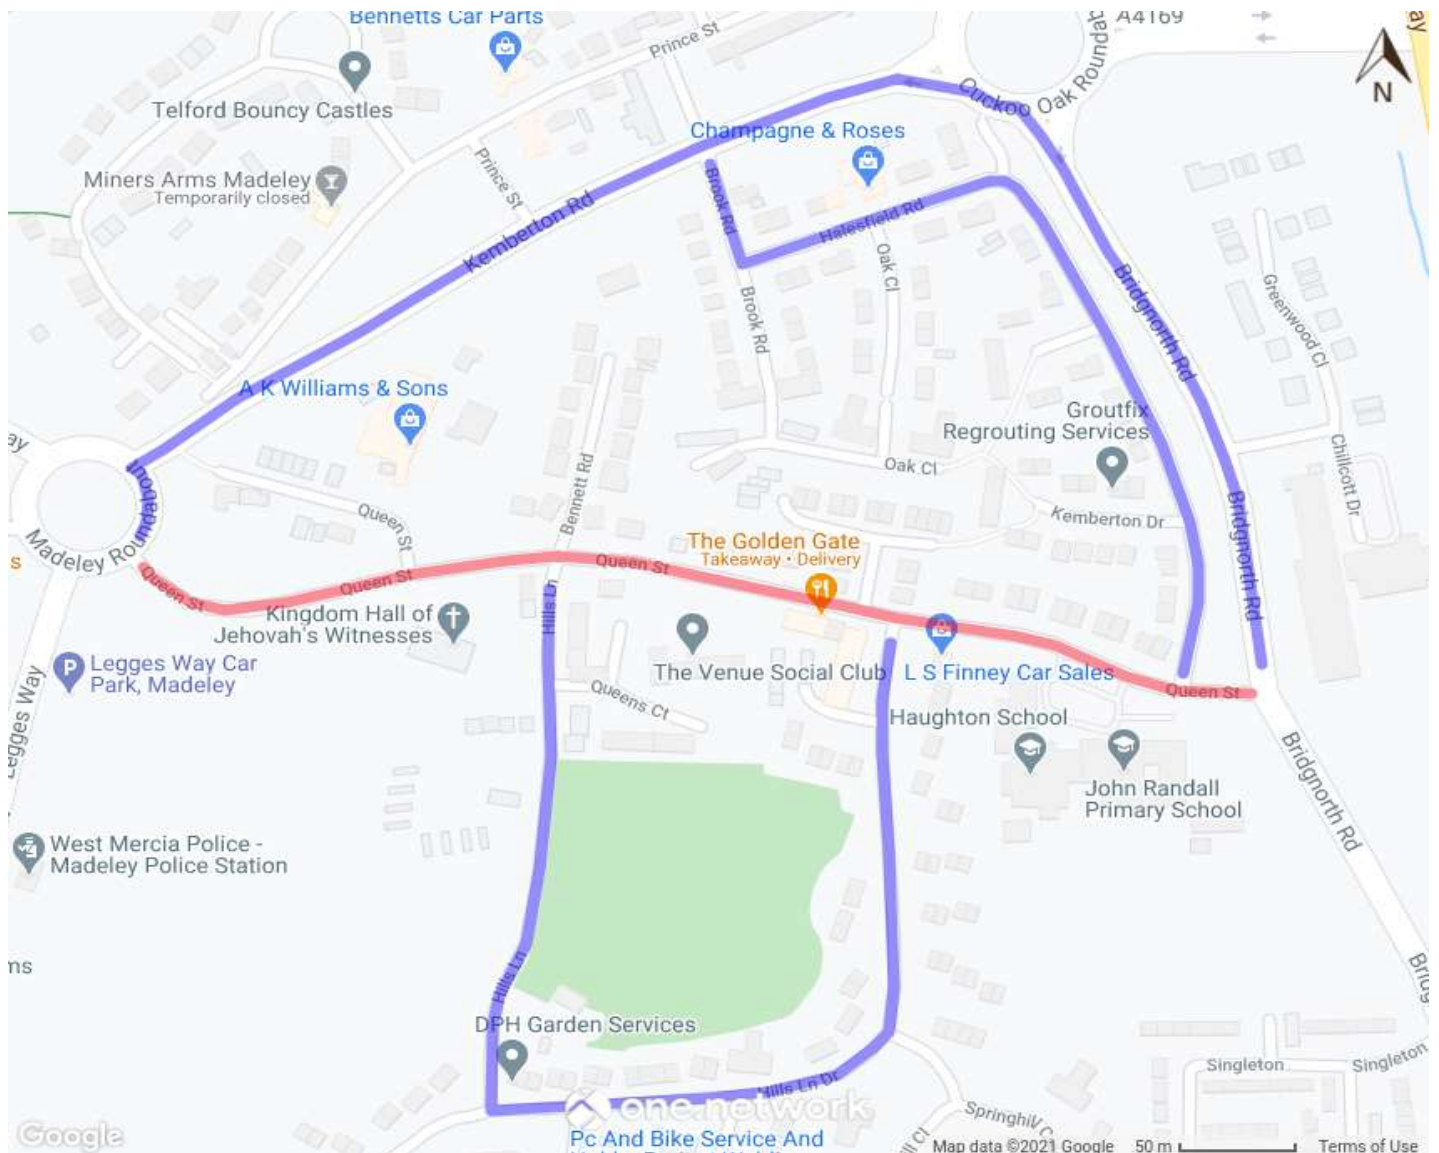 Bennetts Car Parts
Prince St
A4169
Cuckoo Oak Roundab
Telford Bouncy Castles
N
Champagne & Roses
Miners Arms Madeley
Temporarily closed
Prince St
Brook Rd
Halesfield Rd
Kemberton Rd
Oak Cl
Bridgnorth Rd
Greenwood Cl
Brook Rd
A K Williams & Sons
Groutfix
Regrouting Services
Bennett Rd
Oak Cl
Chillcott Dr
Queen St
Kemberton Dr
Bridgnorth Rd
Madeley Roundabout
The Golden Gate
Takeaway • Delivery
Queen St
Queen St
Queen St
Hills Ln
Kingdom Hall of
Jehovah's Witnesses
Legges Way Car
Park, Madeley
The Venue Social Club
L S Finney Car Sales
Queen St
Queens Ct
Legges Way
Haughton School
Bridgnorth Rd
John Randall
Primary School
West Mercia Police -
Madeley Police Station
Hills Ln
DPH Garden Services
Singleton
Singleton
Hills Ln Dr
one.network
Google
Pc And Bike Service And
Map data ©2021 Google
50 m
Terms of Use